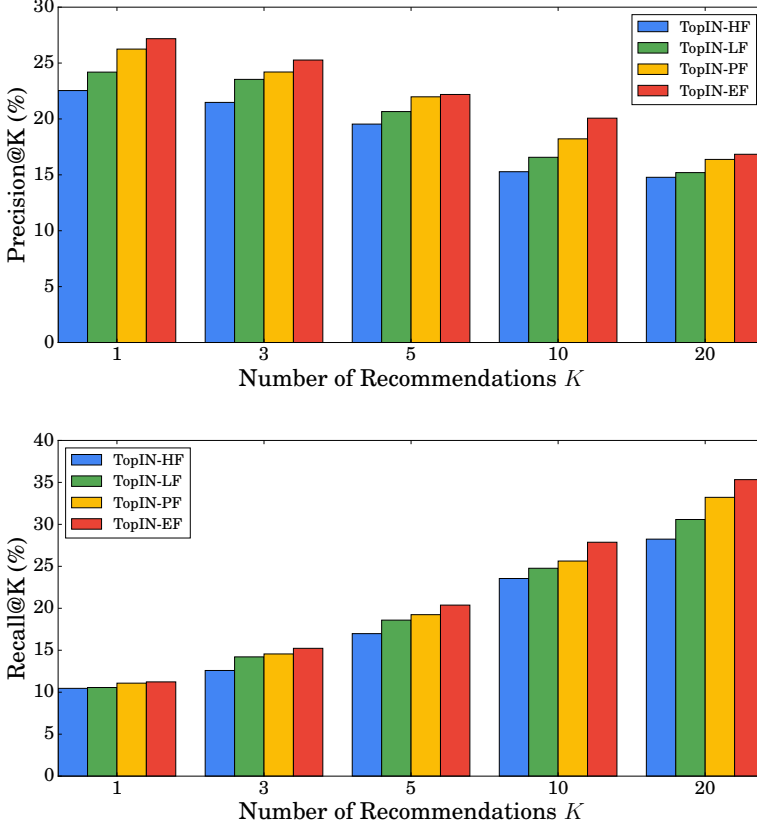 30
25
20
15
10
5
0
Precision@K (%)
TopIN-HF
TopIN-LF
TopIN-PF
TopIN-EF
1 3 5 10 20
Number of Recommendations K
40
35
30
25
20
15
10
5
0
Recall@K (%)
TopIN-HF
TopIN-LF
TopIN-PF
TopIN-EF
1 3 5 10 20
Number of Recommendations K